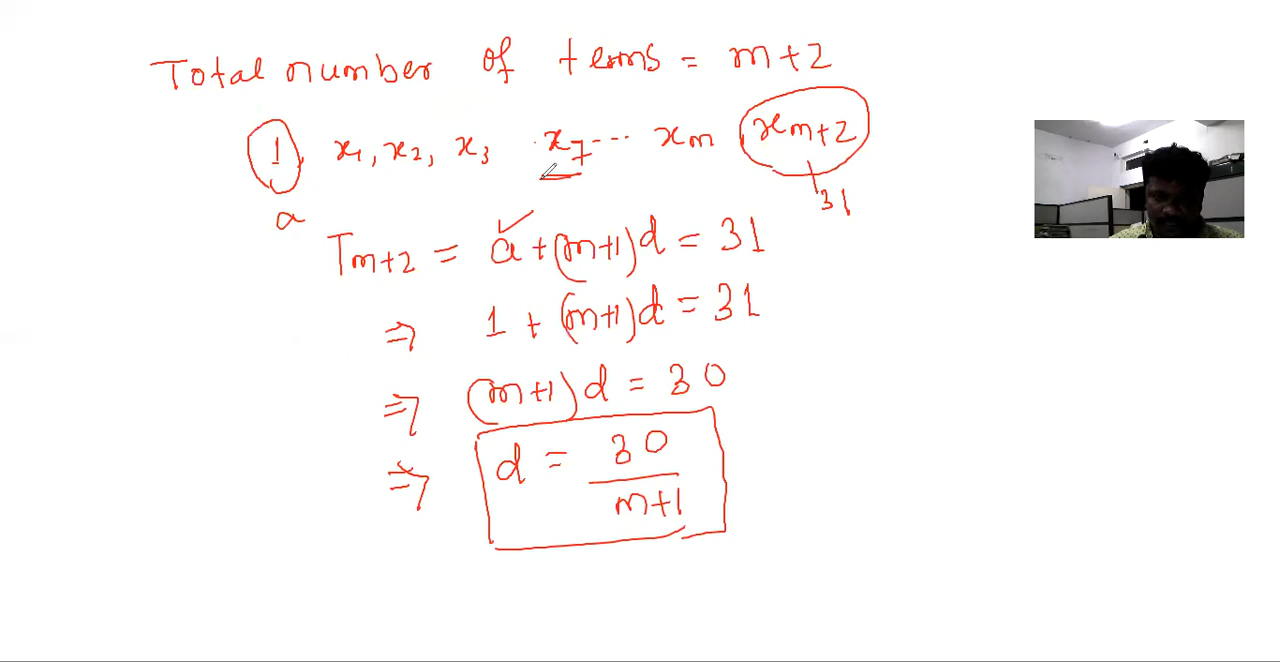 Total number of terms = m+2
1, x1, x2, x3 x7 ... xm xm+2
a 31
Tm+2 = a + (m+1)d = 31
⇒ 1 + (m+1)d = 31
⇒ (m+1)d = 30
⇒ d = 30/m+1